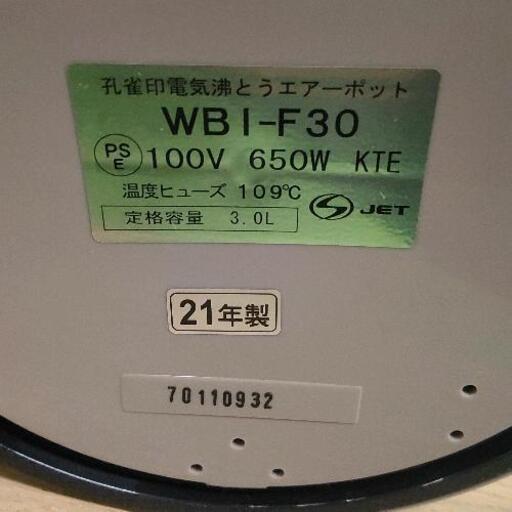 孔雀印電気沸とうエアーポット
WBI-F30
PSE 100V 650W KTE
温度ヒューズ 109℃
定格容量 3.0L
JET
21年製
70110932